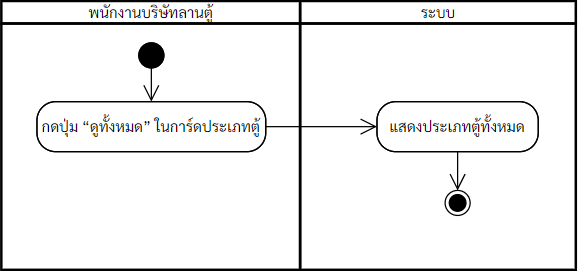 พนักงานบริษัทลานตู้
ระบบ
กดปุ่ม “ดูทั้งหมด” ในการ์ดประเภทตู้
แสดงประเภทตู้ทั้งหมด